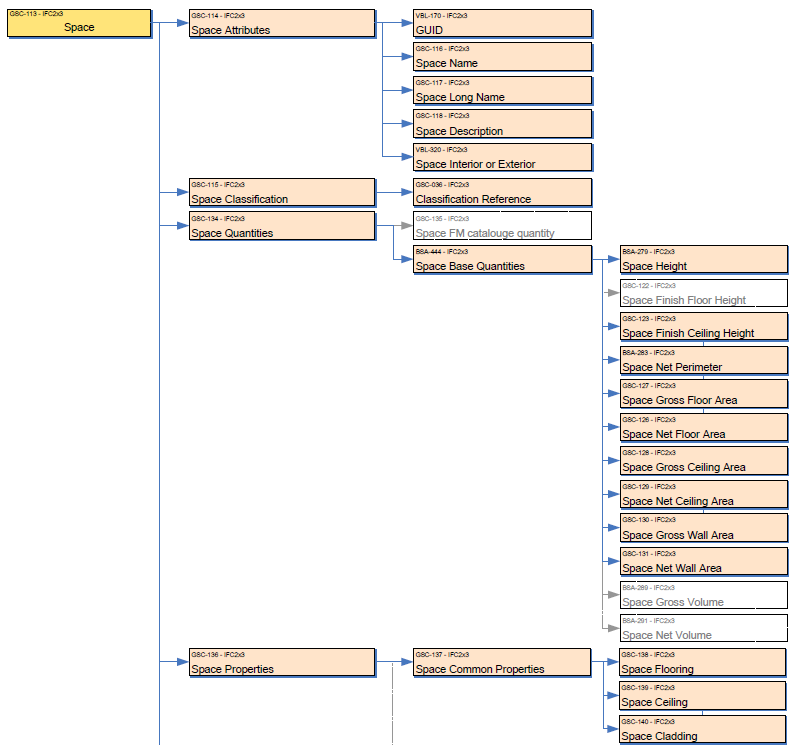 GSC-113 - IFC2x3
Space
GSC-114 - IFC2x3
Space Attributes
VBL-170 - IFC2x3
GUID
GSC-116 - IFC2x3
Space Name
GSC-117 - IFC2x3
Space Long Name
GSC-118 - IFC2x3
Space Description
VBL-320 - IFC2x3
Space Interior or Exterior
GSC-115 - IFC2x3
Space Classification
GSC-036 - IFC2x3
Classification Reference
GSC-134 - IFC2x3
Space Quantities
GSC-135 - IFC2x3
Space FM catalouge quantity
BSA-444 - IFC2x3
Space Base Quantities
BSA-279 - IFC2x3
Space Height
GSC-122 - IFC2x3
Space Finish Floor Height
GSC-123 - IFC2x3
Space Finish Ceiling Height
BSA-283 - IFC2x3
Space Net Perimeter
GSC-127 - IFC2x3
Space Gross Floor Area
GSC-126 - IFC2x3
Space Net Floor Area
GSC-128 - IFC2x3
Space Gross Ceiling Area
GSC-129 - IFC2x3
Space Net Ceiling Area
GSC-130 - IFC2x3
Space Gross Wall Area
GSC-131 - IFC2x3
Space Net Wall Area
BSA-289 - IFC2x3
Space Gross Volume
BSA-291 - IFC2x3
Space Net Volume
GSC-136 - IFC2x3
Space Properties
GSC-137 - IFC2x3
Space Common Properties
GSC-138 - IFC2x3
Space Flooring
GSC-139 - IFC2x3
Space Ceiling
GSC-140 - IFC2x3
Space Cladding